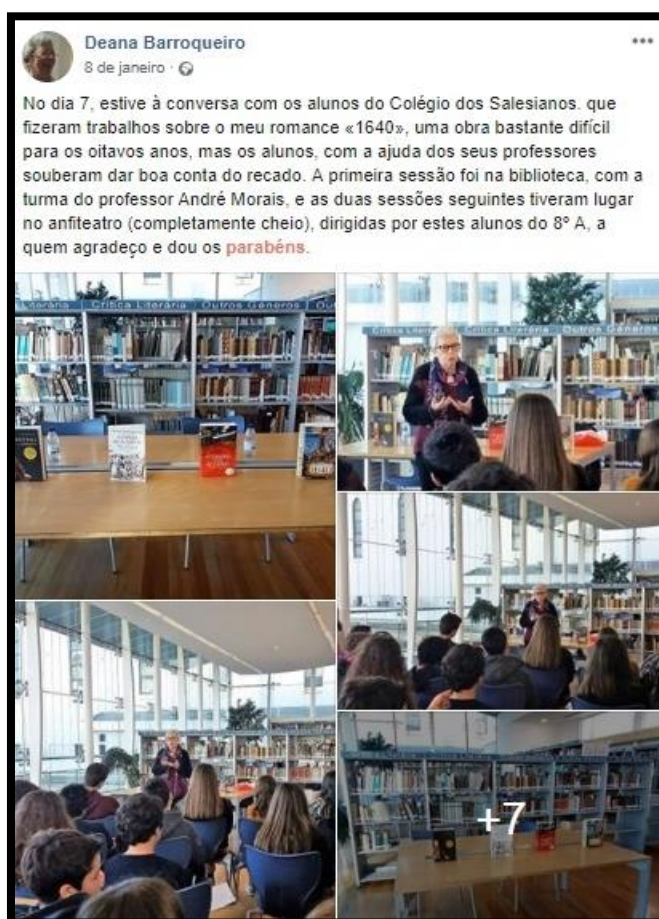 Deana Barroqueiro
8 de janeiro ·
No dia 7, estive à conversa com os alunos do Colégio dos Salesianos. que
fizeram trabalhos sobre o meu romance «1640», uma obra bastante difícil
para os oitavos anos, mas os alunos, com a ajuda dos seus professores
souberam dar boa conta do recado. A primeira sessão foi na biblioteca, com a
turma do professor André Morais, e as duas sessões seguintes tiveram lugar
no anfiteatro (completamente cheio), dirigidas por estes alunos do 8º A, a
quem agradeço e dou os parabéns.
Literária Crítica Literária Outros Géneros
Crítica Literária Outros Géneros
+7